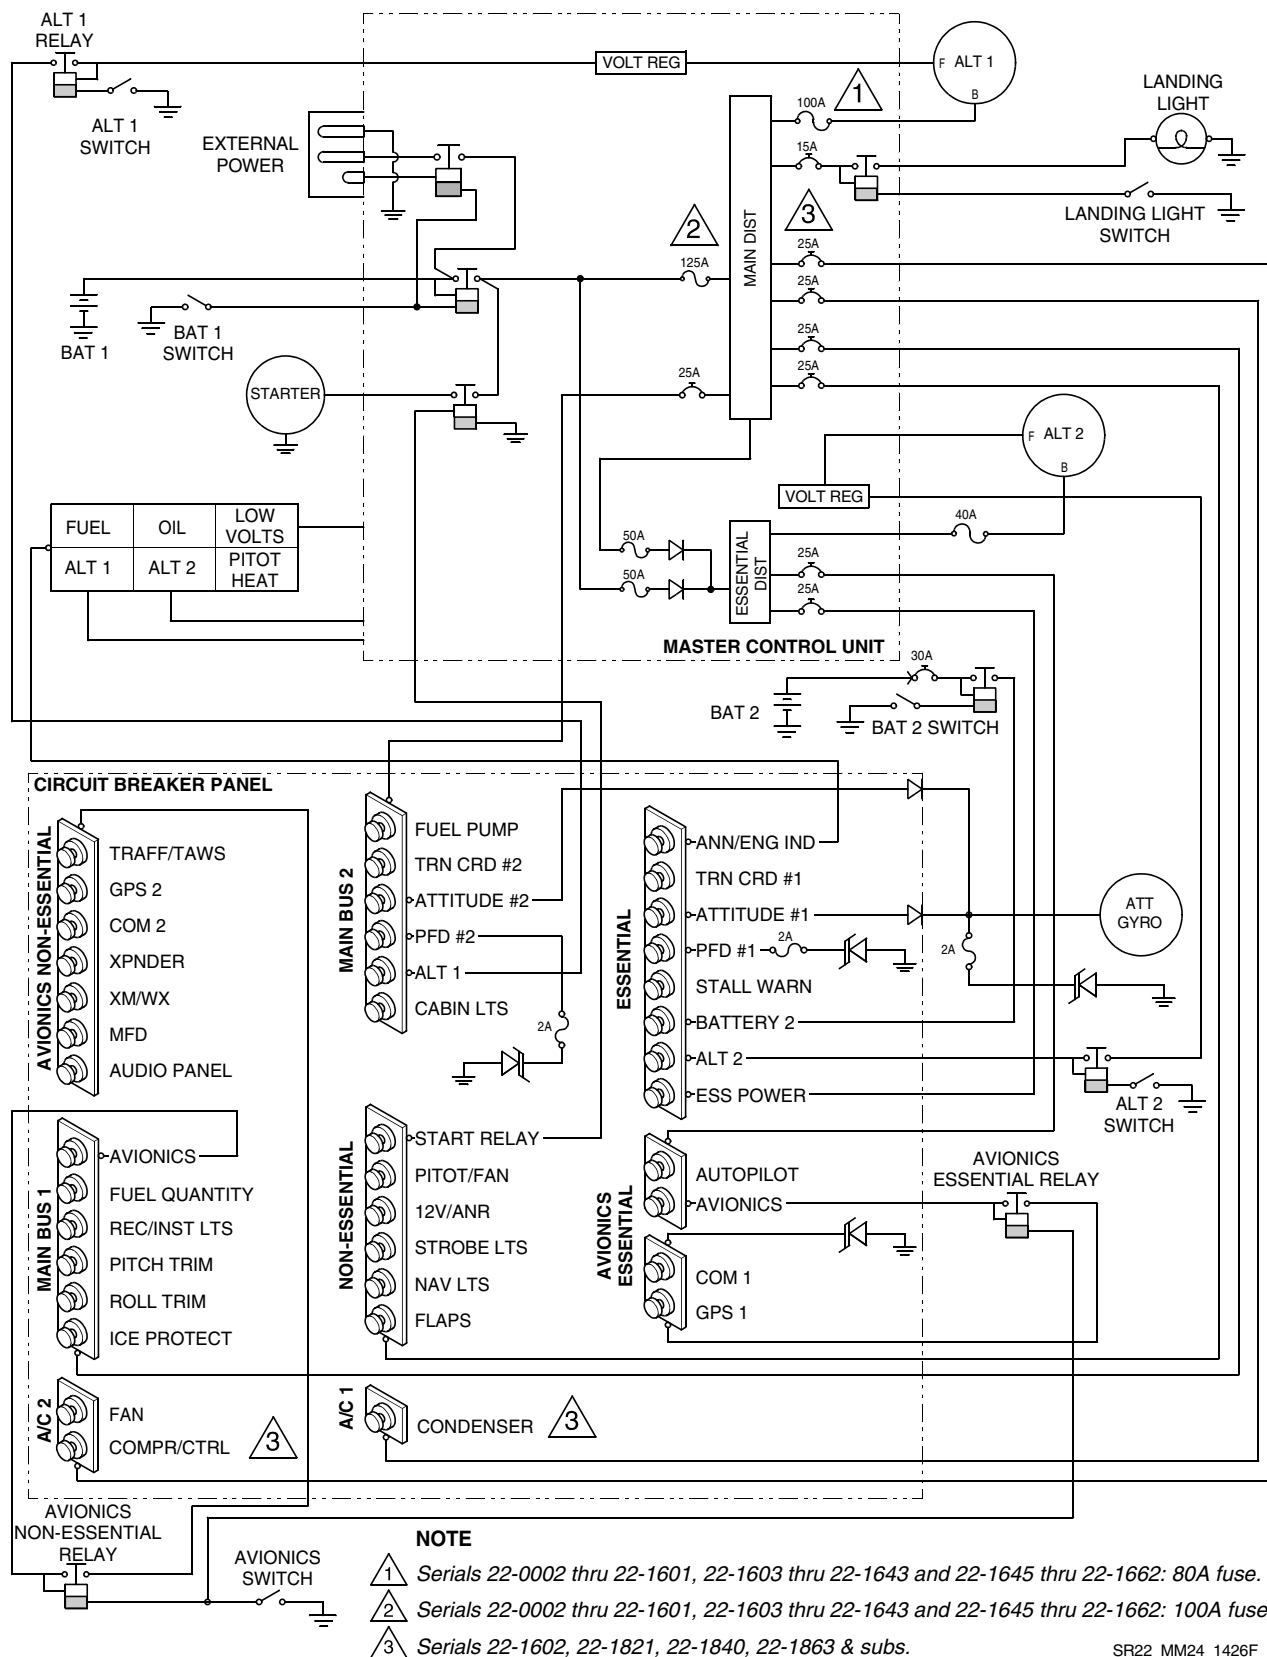 ALT 1
RELAY
VOLT REG
F ALT 1
B
LANDING
LIGHT
ALT 1
SWITCH
EXTERNAL
POWER
100A
1
15A
LANDING LIGHT
SWITCH
MAIN DIST
2
3
125A
25A
25A
25A
25A
BAT 1
BAT 1
SWITCH
STARTER
25A
F ALT 2
B
VOLT REG
FUEL
OIL
LOW
VOLTS
ALT 1
ALT 2
PITOT
HEAT
50A
50A
ESSENTIAL
DIST
40A
25A
25A
MASTER CONTROL UNIT
30A
BAT 2
BAT 2 SWITCH
CIRCUIT BREAKER PANEL
AVIONICS NON-ESSENTIAL
TRAFF/TAWS
GPS 2
COM 2
XPNDER
XM/WX
MFD
AUDIO PANEL
MAIN BUS 2
FUEL PUMP
TRN CRD #2
ATTITUDE #2
PFD #2
ALT 1
CABIN LTS
2A
ESSENTIAL
ANN/ENG IND
TRN CRD #1
ATTITUDE #1
PFD #1
2A
STALL WARN
BATTERY 2
ALT 2
ESS POWER
ATT
GYRO
2A
ALT 2
SWITCH
MAIN BUS 1
AVIONICS
FUEL QUANTITY
REC/INST LTS
PITCH TRIM
ROLL TRIM
ICE PROTECT
NON-ESSENTIAL
START RELAY
PITOT/FAN
12V/ANR
STROBE LTS
NAV LTS
FLAPS
AVIONICS
ESSENTIAL
AUTOPILOT
AVIONICS
COM 1
GPS 1
AVIONICS
ESSENTIAL RELAY
A/C 2
FAN
COMPR/CTRL
3
A/C 1
CONDENSER
3
AVIONICS
NON-ESSENTIAL
RELAY
AVIONICS
SWITCH
NOTE
1 Serials 22-0002 thru 22-1601, 22-1603 thru 22-1643 and 22-1645 thru 22-1662: 80A fuse.
2 Serials 22-0002 thru 22-1601, 22-1603 thru 22-1643 and 22-1645 thru 22-1662: 100A fuse
3 Serials 22-1602, 22-1821, 22-1840, 22-1863 & subs.
SR22_MM24_1426F